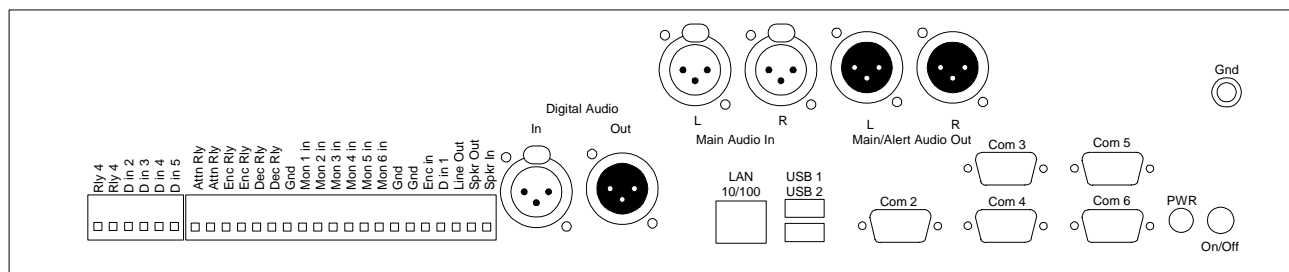 Gnd
Digital Audio
In
Out
L
R
Main Audio In
L
R
Main/Alert Audio Out
Rly 4
Rly 4
D in 2
D in 3
D in 4
D in 5
Attn Rly
Attn Rly
Enc Rly
Enc Rly
Dec Rly
Dec Rly
Gnd
Mon 1 in
Mon 2 in
Mon 3 in
Mon 4 in
Mon 5 in
Mon 6 in
Gnd
Gnd
Enc in
D in 1
Line Out
Spkr Out
Spkr In
LAN
10/100
USB 1
USB 2
Com 3
Com 5
Com 2
Com 4
Com 6
PWR
On/Off